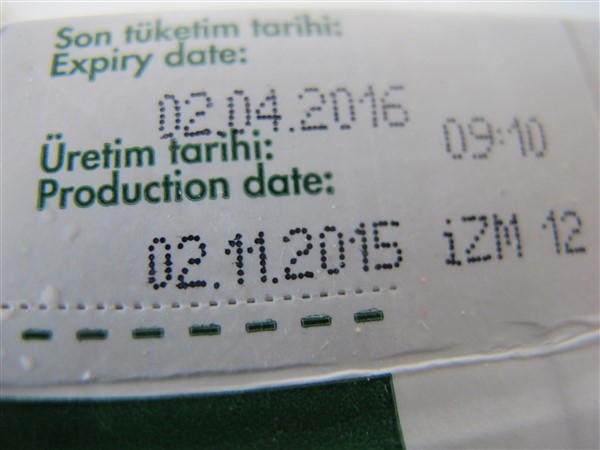 Son tüketim tarihi:
Expiry date:
02.04.2016
09:10
Üretim tarihi:
Production date:
02.11.2015
iZM 12